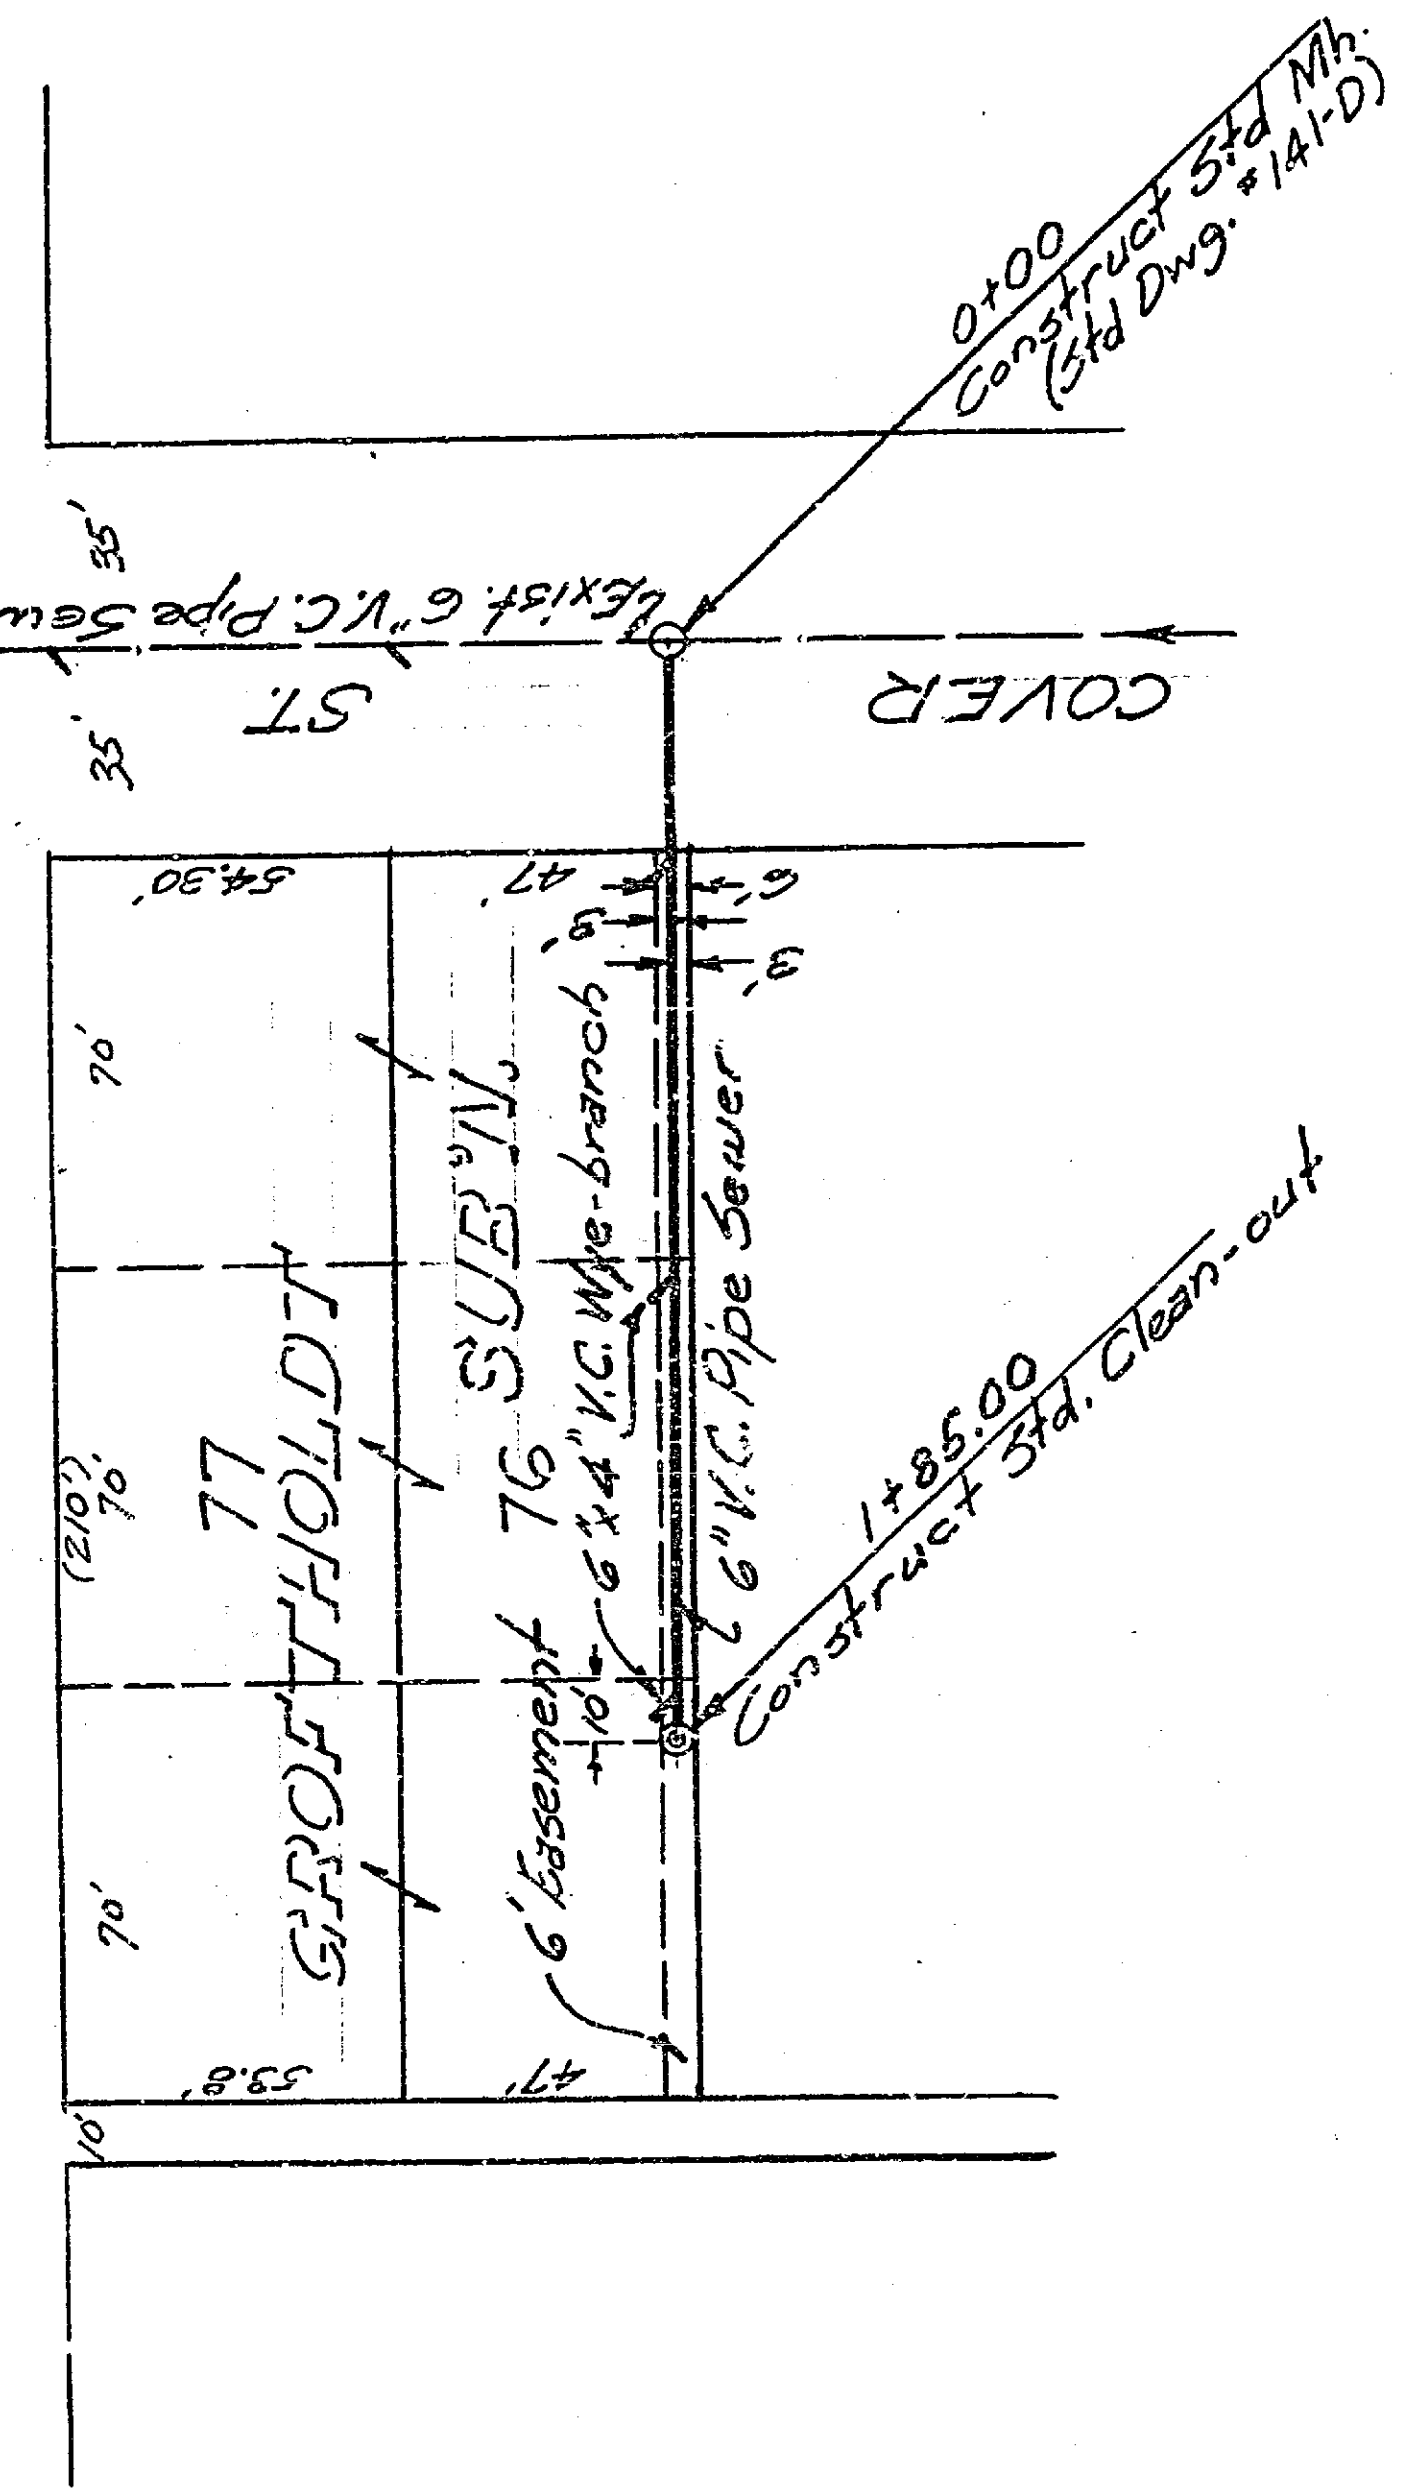 0+00
Construct Std Mh.
(Std Dwg. #141-D)
35'
35'
Exist. 6" V.C. Pipe Sew
COVER
ST.
54.30'
47'
6'
3'
3'
70'
(210')
70'
70'
77
GROFTHOLDT
SUB'N
76
6"x4" V.C. Wye-branch
6" V.C. Pipe Sewer
1+85.00
Construct Std. Clean-out
10'
6' Easement
53.8'
47'
10'